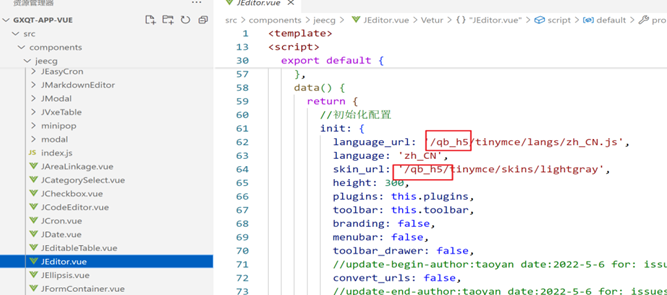 资源管理器
GXQT-APP-VUE
src
components
jeecg
JEasyCron
JMarkdownEditor
JModal
JVxeTable
minipop
modal
index.js
JAreaLinkage.vue
JCategorySelect.vue
JCheckbox.vue
JCodeEditor.vue
JCron.vue
JDate.vue
JEditableTable.vue
JEditor.vue
JEllipsis.vue
JFormContainer.vue
JEditor.vue ×
src > components > jeecg > JEditor.vue > Vetur > {} "JEditor.vue" > script > default >
1 <template>
13 <script>
30 export default {
57 },
58 data() {
59 return {
60 //初始化配置
61 init: {
62 language_url: '/qb_h5/tinymce/langs/zh_CN.js',
63 language: 'zh_CN',
64 skin_url: '/qb_h5/tinymce/skins/lightgray',
65 height: 300,
66 plugins: this.plugins,
67 toolbar: this.toolbar,
68 branding: false,
69 menubar: false,
70 toolbar_drawer: false,
71 //update-begin-author:taoyan date:2022-5-6 for: issues
72 convert_urls: false,
73 //update-end-author:taoyan date:2022-5-6 for: issues